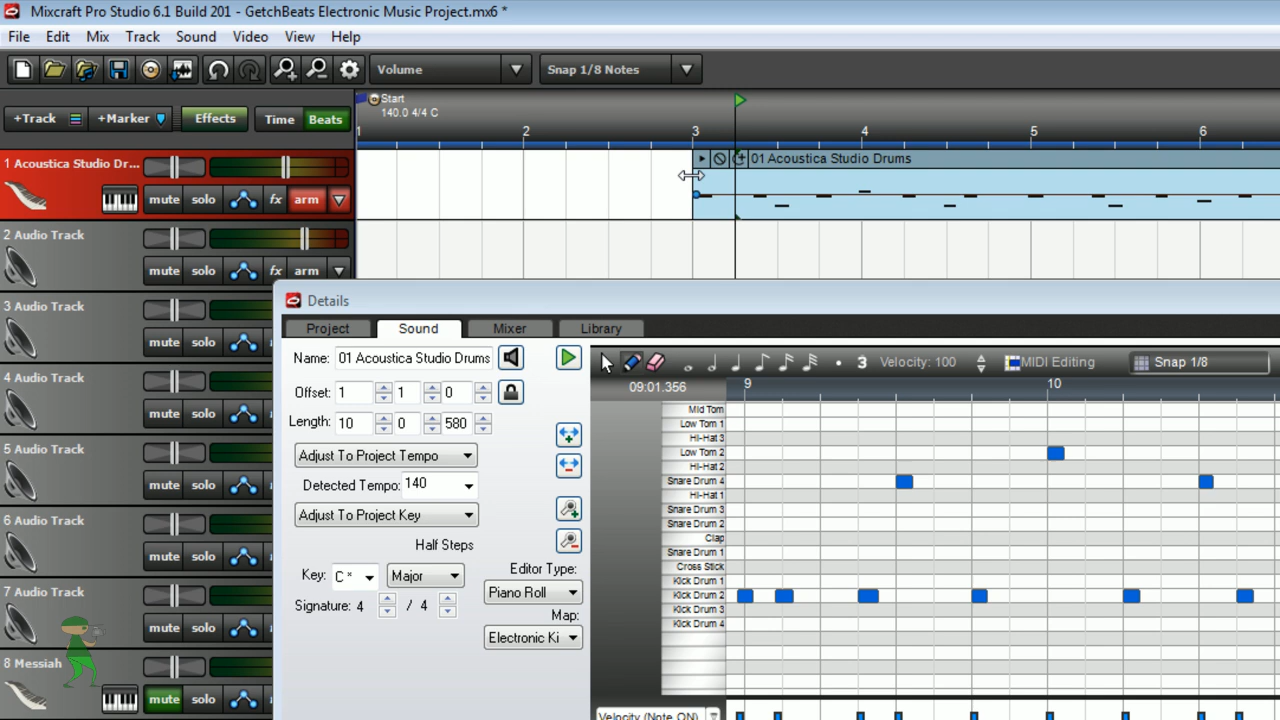 Mixcraft Pro Studio 6.1 Build 201 - GetchBeats Electronic Music Project.mx6 *
File Edit Mix Track Sound Video View Help
Volume Snap 1/8 Notes
+Track +Marker Effects Time Beats
Start
140.0 4/4 C
1 2 3 4 5 6
1 Acoustica Studio Dr...
01 Acoustica Studio Drums
mute solo fx arm
2 Audio Track
mute solo fx arm
3 Audio Track
mute solo
4 Audio Track
mute solo
5 Audio Track
mute solo
6 Audio Track
mute solo
7 Audio Track
mute solo
8 Messiah
mute solo
Details
Project Sound Mixer Library
Name: 01 Acoustica Studio Drums
Offset: 1 1 0
Length: 10 0 580
Adjust To Project Tempo
Detected Tempo: 140
Adjust To Project Key
Half Steps
Key: C * Major
Signature: 4 / 4
Editor Type:
Piano Roll
Map:
Electronic Ki
3 Velocity: 100 MIDI Editing Snap 1/8
09:01.356 9 10
Mid Tom
Low Tom 1
Hi-Hat 3
Low Tom 2
Hi-Hat 2
Snare Drum 4
Hi-Hat 1
Snare Drum 3
Snare Drum 2
Clap
Snare Drum 1
Cross Stick
Kick Drum 1
Kick Drum 2
Kick Drum 3
Kick Drum 4
Velocity (Note ON)